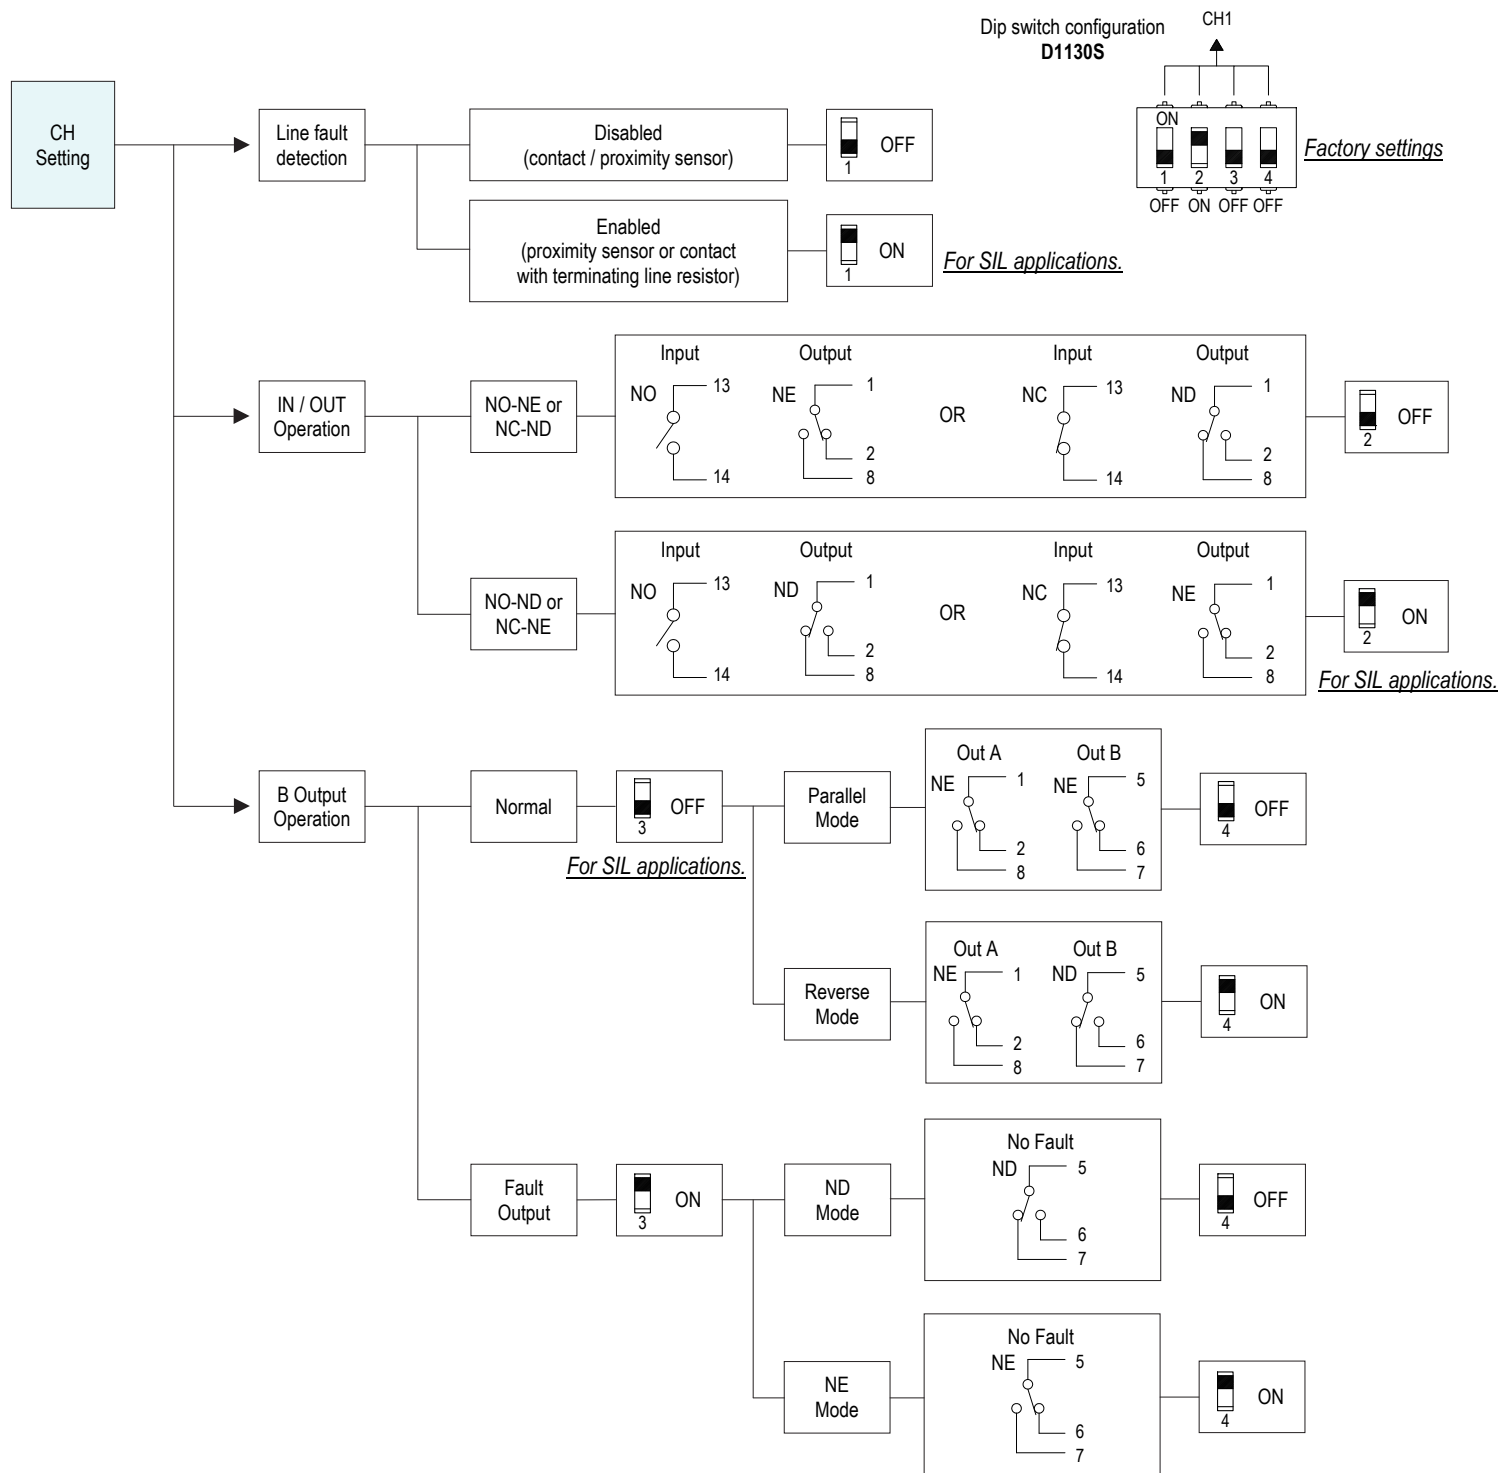 Dip switch configuration
D1130S
CH1
ON
1 2 3 4
OFF ON OFF OFF
Factory settings
CH
Setting
Line fault
detection
Disabled
(contact / proximity sensor)
1
OFF
Enabled
(proximity sensor or contact
with terminating line resistor)
1
ON
For SIL applications.
IN / OUT
Operation
NO-NE or
NC-ND
Input
NO
13
14
Output
NE
1
2
8
OR
Input
NC
13
14
Output
ND
1
2
8
2
OFF
NO-ND or
NC-NE
Input
NO
13
14
Output
ND
1
2
8
OR
Input
NC
13
14
Output
NE
1
2
8
2
ON
For SIL applications.
B Output
Operation
Normal
3
OFF
For SIL applications.
Parallel
Mode
Out A
NE
1
2
8
Out B
NE
5
6
7
4
OFF
Reverse
Mode
Out A
NE
1
2
8
Out B
ND
5
6
7
4
ON
Fault
Output
3
ON
ND
Mode
No Fault
ND
5
6
7
4
OFF
NE
Mode
No Fault
NE
5
6
7
4
ON